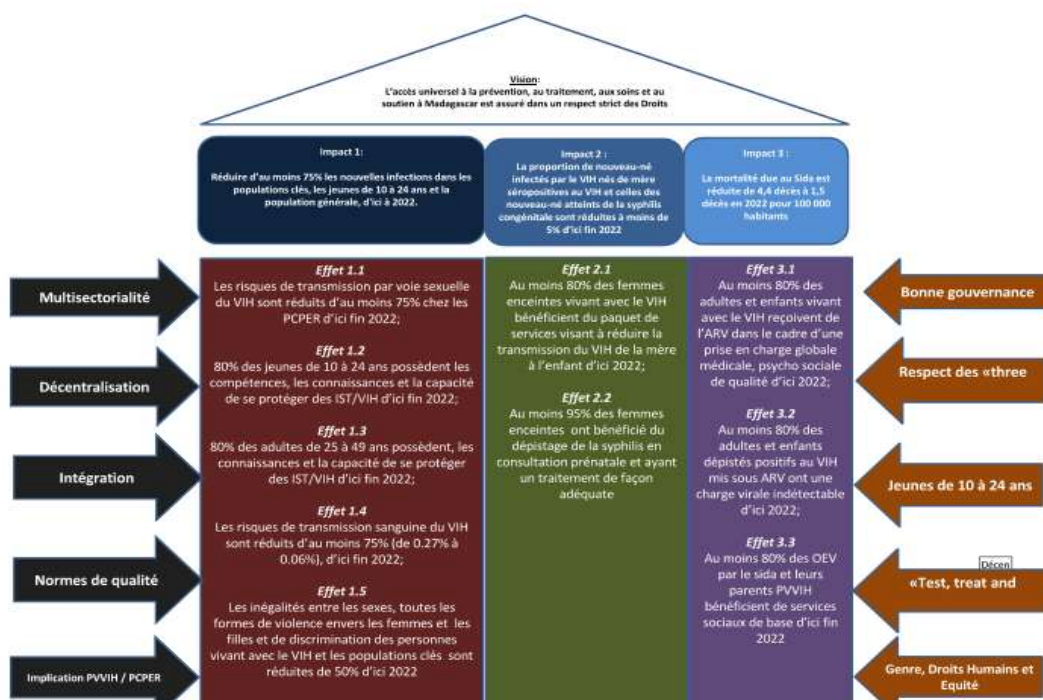 Vision:
L'accès universel à la prévention, au traitement, aux soins et au
soutien à Madagascar est assuré dans un respect strict des Droits
Impact 1:
Réduire d'au moins 75% les nouvelles infections dans les
populations clés, les jeunes de 10 à 24 ans et la
population générale, d'ici à 2022.
Impact 2 :
La proportion de nouveau-né
infectés par le VIH nés de mère
séropositives au VIH et celles des
nouveau-né atteints de la syphilis
congénitale sont réduites à moins de
5% d'ici fin 2022
Impact 3 :
La mortalité due au Sida est
réduite de 4,4 décès à 1,5
décès en 2022 pour 100 000
habitants
Multisectorialité
Décentralisation
Intégration
Normes de qualité
Implication PVVIH / PCPER
Effet 1.1
Les risques de transmission par voie sexuelle
du VIH sont réduits d'au moins 75% chez les
PCPER d'ici fin 2022;
Effet 1.2
80% des jeunes de 10 à 24 ans possèdent les
compétences, les connaissances et la capacité
de se protéger des IST/VIH d'ici fin 2022;
Effet 1.3
80% des adultes de 25 à 49 ans possèdent, les
connaissances et la capacité de se protéger
des IST/VIH d'ici fin 2022;
Effet 1.4
Les risques de transmission sanguine du VIH
sont réduits d'au moins 75% (de 0.27% à
0.06%), d'ici fin 2022;
Effet 1.5
Les inégalités entre les sexes, toutes les
formes de violence envers les femmes et les
filles et de discrimination des personnes
vivant avec le VIH et les populations clés sont
réduites de 50% d'ici 2022
Effet 2.1
Au moins 80% des femmes
enceintes vivant avec le VIH
bénéficient du paquet de
services visant à réduire la
transmission du VIH de la mère
à l'enfant d'ici 2022;
Effet 2.2
Au moins 95% des femmes
enceintes ont bénéficié du
dépistage de la syphilis en
consultation prénatale et ayant
un traitement de façon
adéquate
Effet 3.1
Au moins 80% des
adultes et enfants vivant
avec le VIH reçoivent de
l'ARV dans le cadre d'une
prise en charge globale
médicale, psycho sociale
de qualité d'ici 2022;
Effet 3.2
Au moins 80% des
adultes et enfants
dépistés positifs au VIH
mis sous ARV ont une
charge virale indétectable
d'ici 2022;
Effet 3.3
Au moins 80% des OEV
par le sida et leurs
parents PVVIH
bénéficient de services
sociaux de base d'ici fin
2022
Bonne gouvernance
Respect des «three
Jeunes de 10 à 24 ans
Décen
«Test, treat and
Genre, Droits Humains et
Equité